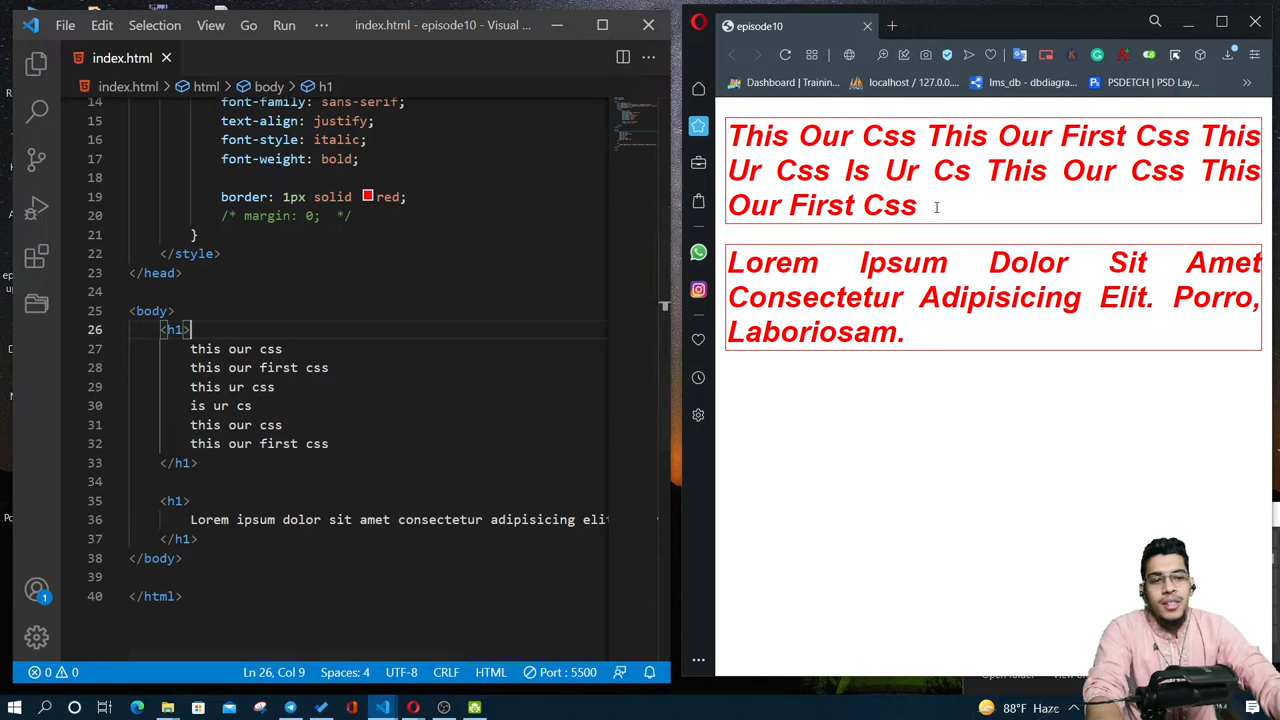 File Edit Selection View Go Run ··· index.html - episode10 - Visual ...
index.html
index.html > html > body > h1
14 font-family: sans-serif;
15 text-align: justify;
16 font-style: italic;
17 font-weight: bold;
18
19 border: 1px solid red;
20 /* margin: 0;  */
21 }
22 </style>
23 </head>
24
25 <body>
26 <h1>
27 this our css
28 this our first css
29 this ur css
30 is ur cs
31 this our css
32 this our first css
33 </h1>
34
35 <h1>
36 Lorem ipsum dolor sit amet consectetur adipisicing elit
37 </h1>
38 </body>
39
40 </html>
1
0 0 Ln 26, Col 9 Spaces: 4 UTF-8 CRLF HTML Port : 5500
episode10
Dashboard | Trainin... localhost / 127.0.0... lms_db - dbdiagra... PSDETCH | PSD Lay... »
This Our Css This Our First Css This
Ur Css Is Ur Cs This Our Css This
Our First Css
Lorem Ipsum Dolor Sit Amet
Consectetur Adipisicing Elit. Porro,
Laboriosam.
88°F Haze